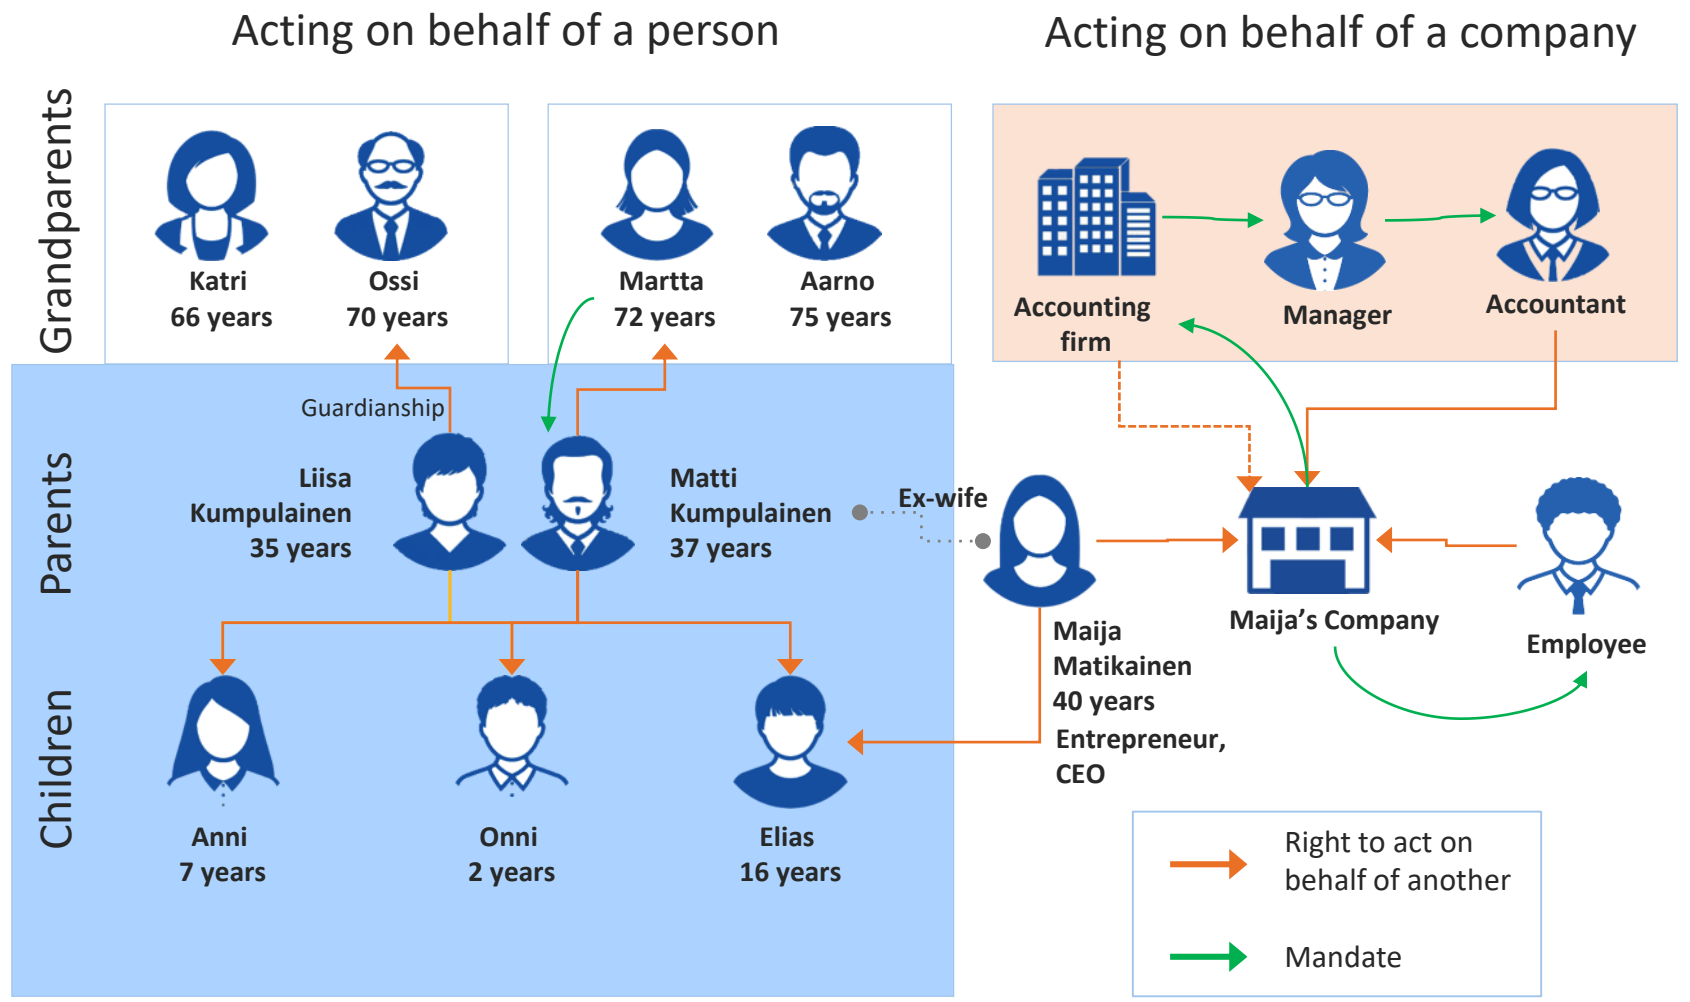 Acting on behalf of a person
Acting on behalf of a company
Grandparents
Katri
66 years
Ossi
70 years
Martta
72 years
Aarno
75 years
Accounting
firm
Manager
Accountant
Parents
Guardianship
Liisa
Kumpulainen
35 years
Matti
Kumpulainen
37 years
Ex-wife
Maija
Matikainen
40 years
Entrepreneur,
CEO
Maija’s Company
Employee
Children
Anni
7 years
Onni
2 years
Elias
16 years
Right to act on
behalf of another
Mandate